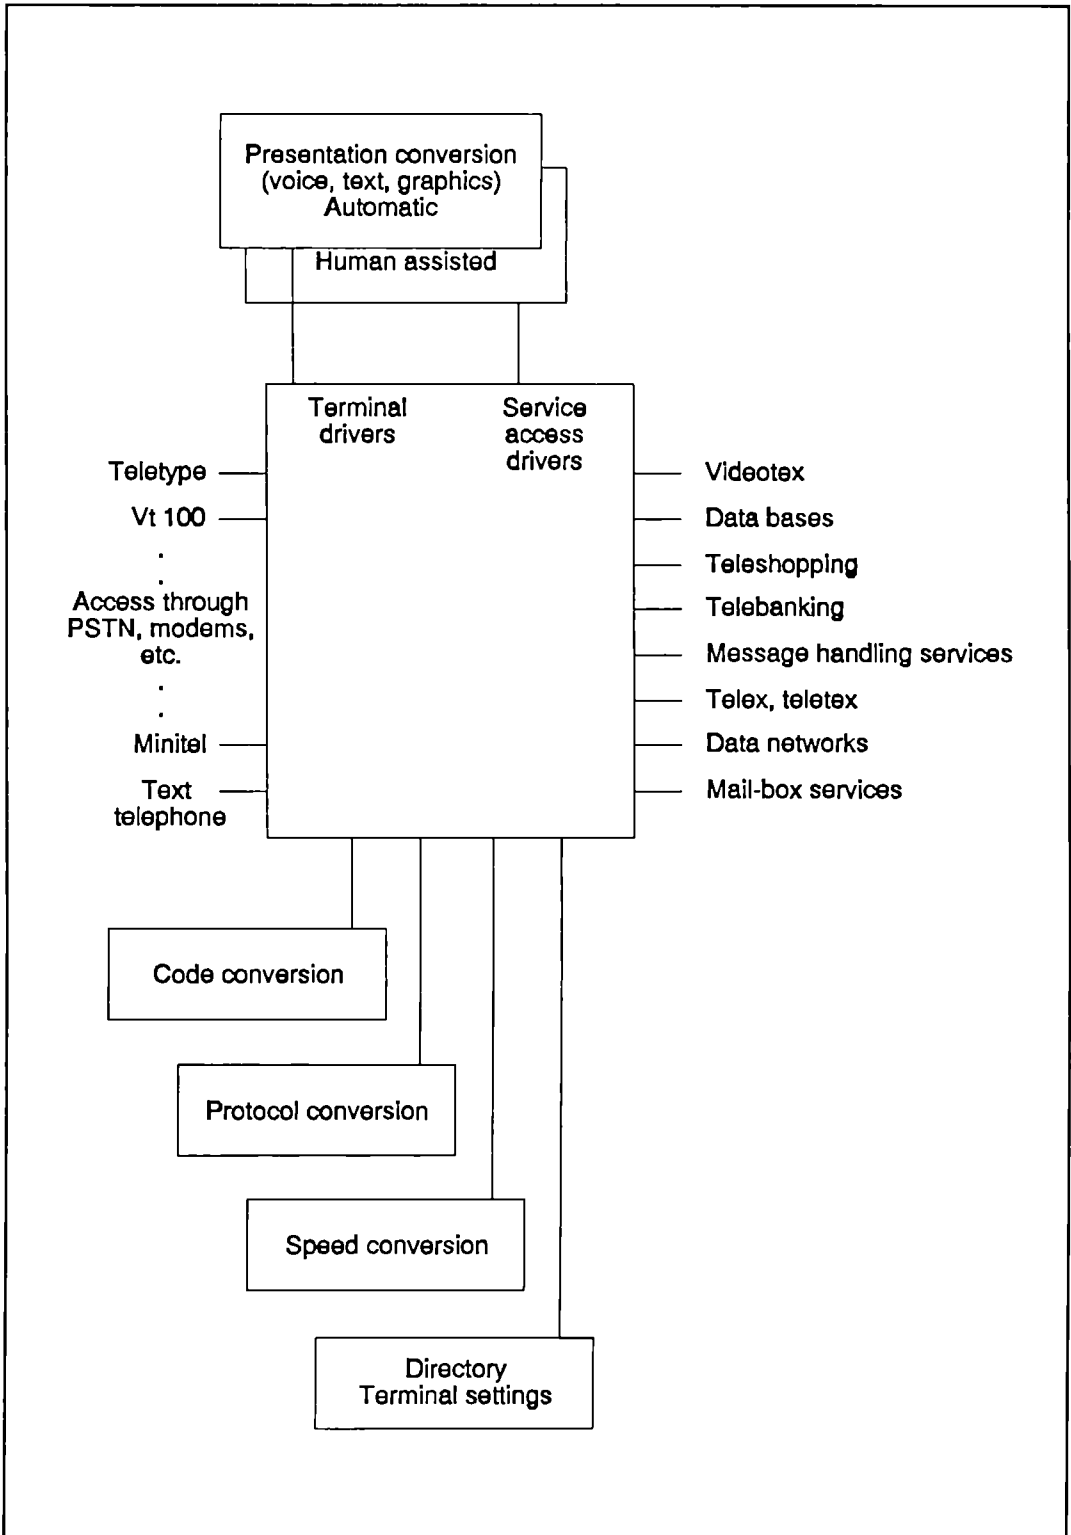 Presentation conversion
(voice, text, graphics)
Automatic
Human assisted
Terminal
drivers
Service
access
drivers
Teletype
Vt 100
.
.
Access through
PSTN, modems,
etc.
.
.
Minitel
Text
telephone
Videotex
Data bases
Teleshopping
Telebanking
Message handling services
Telex, teletex
Data networks
Mail-box services
Code conversion
Protocol conversion
Speed conversion
Directory
Terminal settings